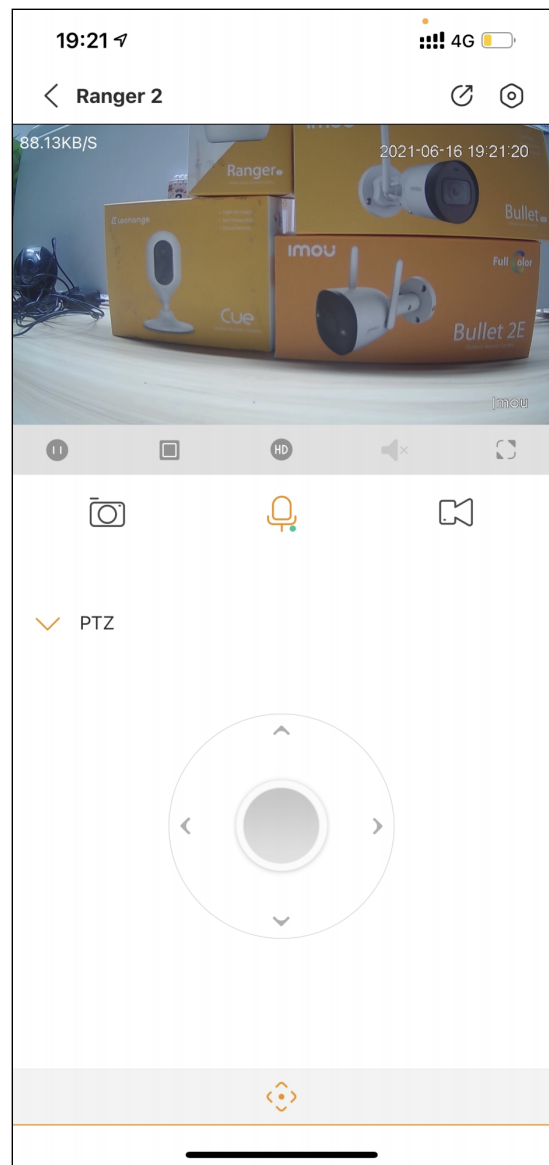 19:21
4G
Ranger 2
88.13KB/S
2021-06-16 19:21:20
imou
Ranger
Bullet
Elechange
imou
Full Color
Cue
Bullet 2E
imou
HD
PTZ